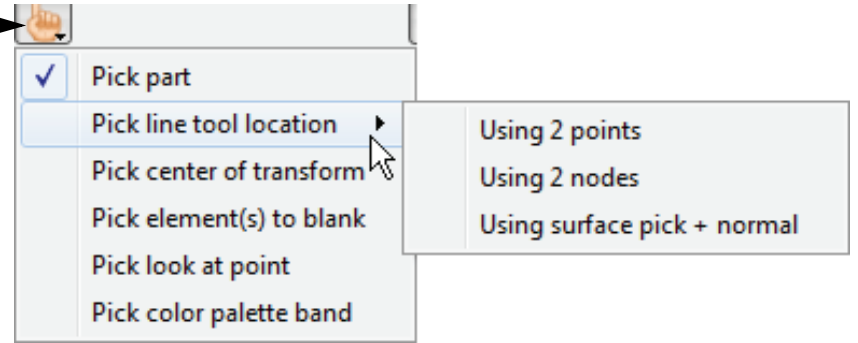 Pick part
Pick line tool location
Pick center of transform
Pick element(s) to blank
Pick look at point
Pick color palette band
Using 2 points
Using 2 nodes
Using surface pick + normal